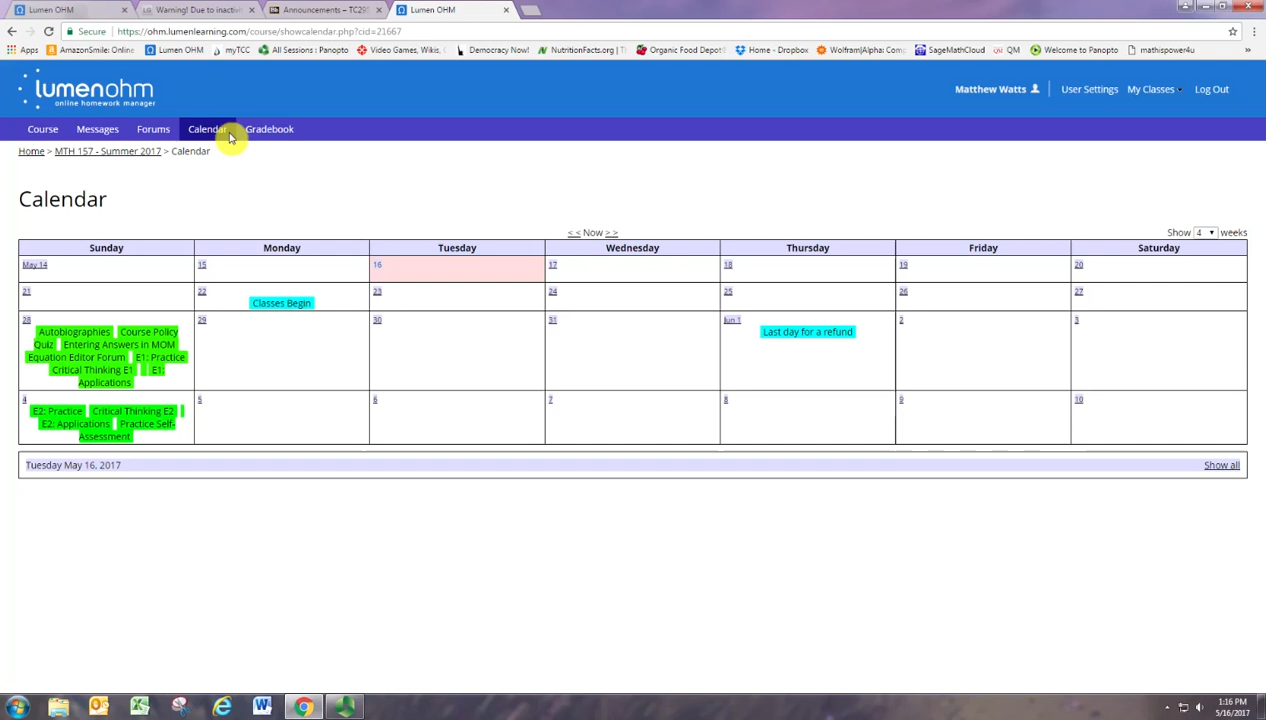 Lumen OHM
Warning! Due to inactivi
Announcements – TC295
Lumen OHM
Secure
https://ohm.lumenlearning.com/course/showcalendar.php?cid=21667
Apps
AmazonSmile: Online
Lumen OHM
myTCC
All Sessions : Panopto
Video Games, Wikis, C
Democracy Now!
NutritionFacts.org | T
Organic Food Depot®
Home - Dropbox
Wolfram|Alpha: Comp
SageMathCloud
QM
Welcome to Panopto
mathispower4u
»
lumenohm
online homework manager
Matthew Watts
User Settings
My Classes
Log Out
Course
Messages
Forums
Calendar
Gradebook
Home > MTH 157 - Summer 2017 > Calendar
Calendar
< < Now > >
Show 4 weeks
Sunday Monday Tuesday Wednesday Thursday Friday Saturday
May 14 15 16 17 18 19 20
21 22 23 24 25 26 27
Classes Begin
28 29 30 31 Jun 1 2 3
Autobiographies Course Policy
Quiz Entering Answers in MOM
Equation Editor Forum E1: Practice
Critical Thinking E1 E1:
Applications
Last day for a refund
4 5 6 7 8 9 10
E2: Practice Critical Thinking E2
E2: Applications Practice Self-
Assessment
Tuesday May 16, 2017
Show all
1:16 PM
5/16/2017